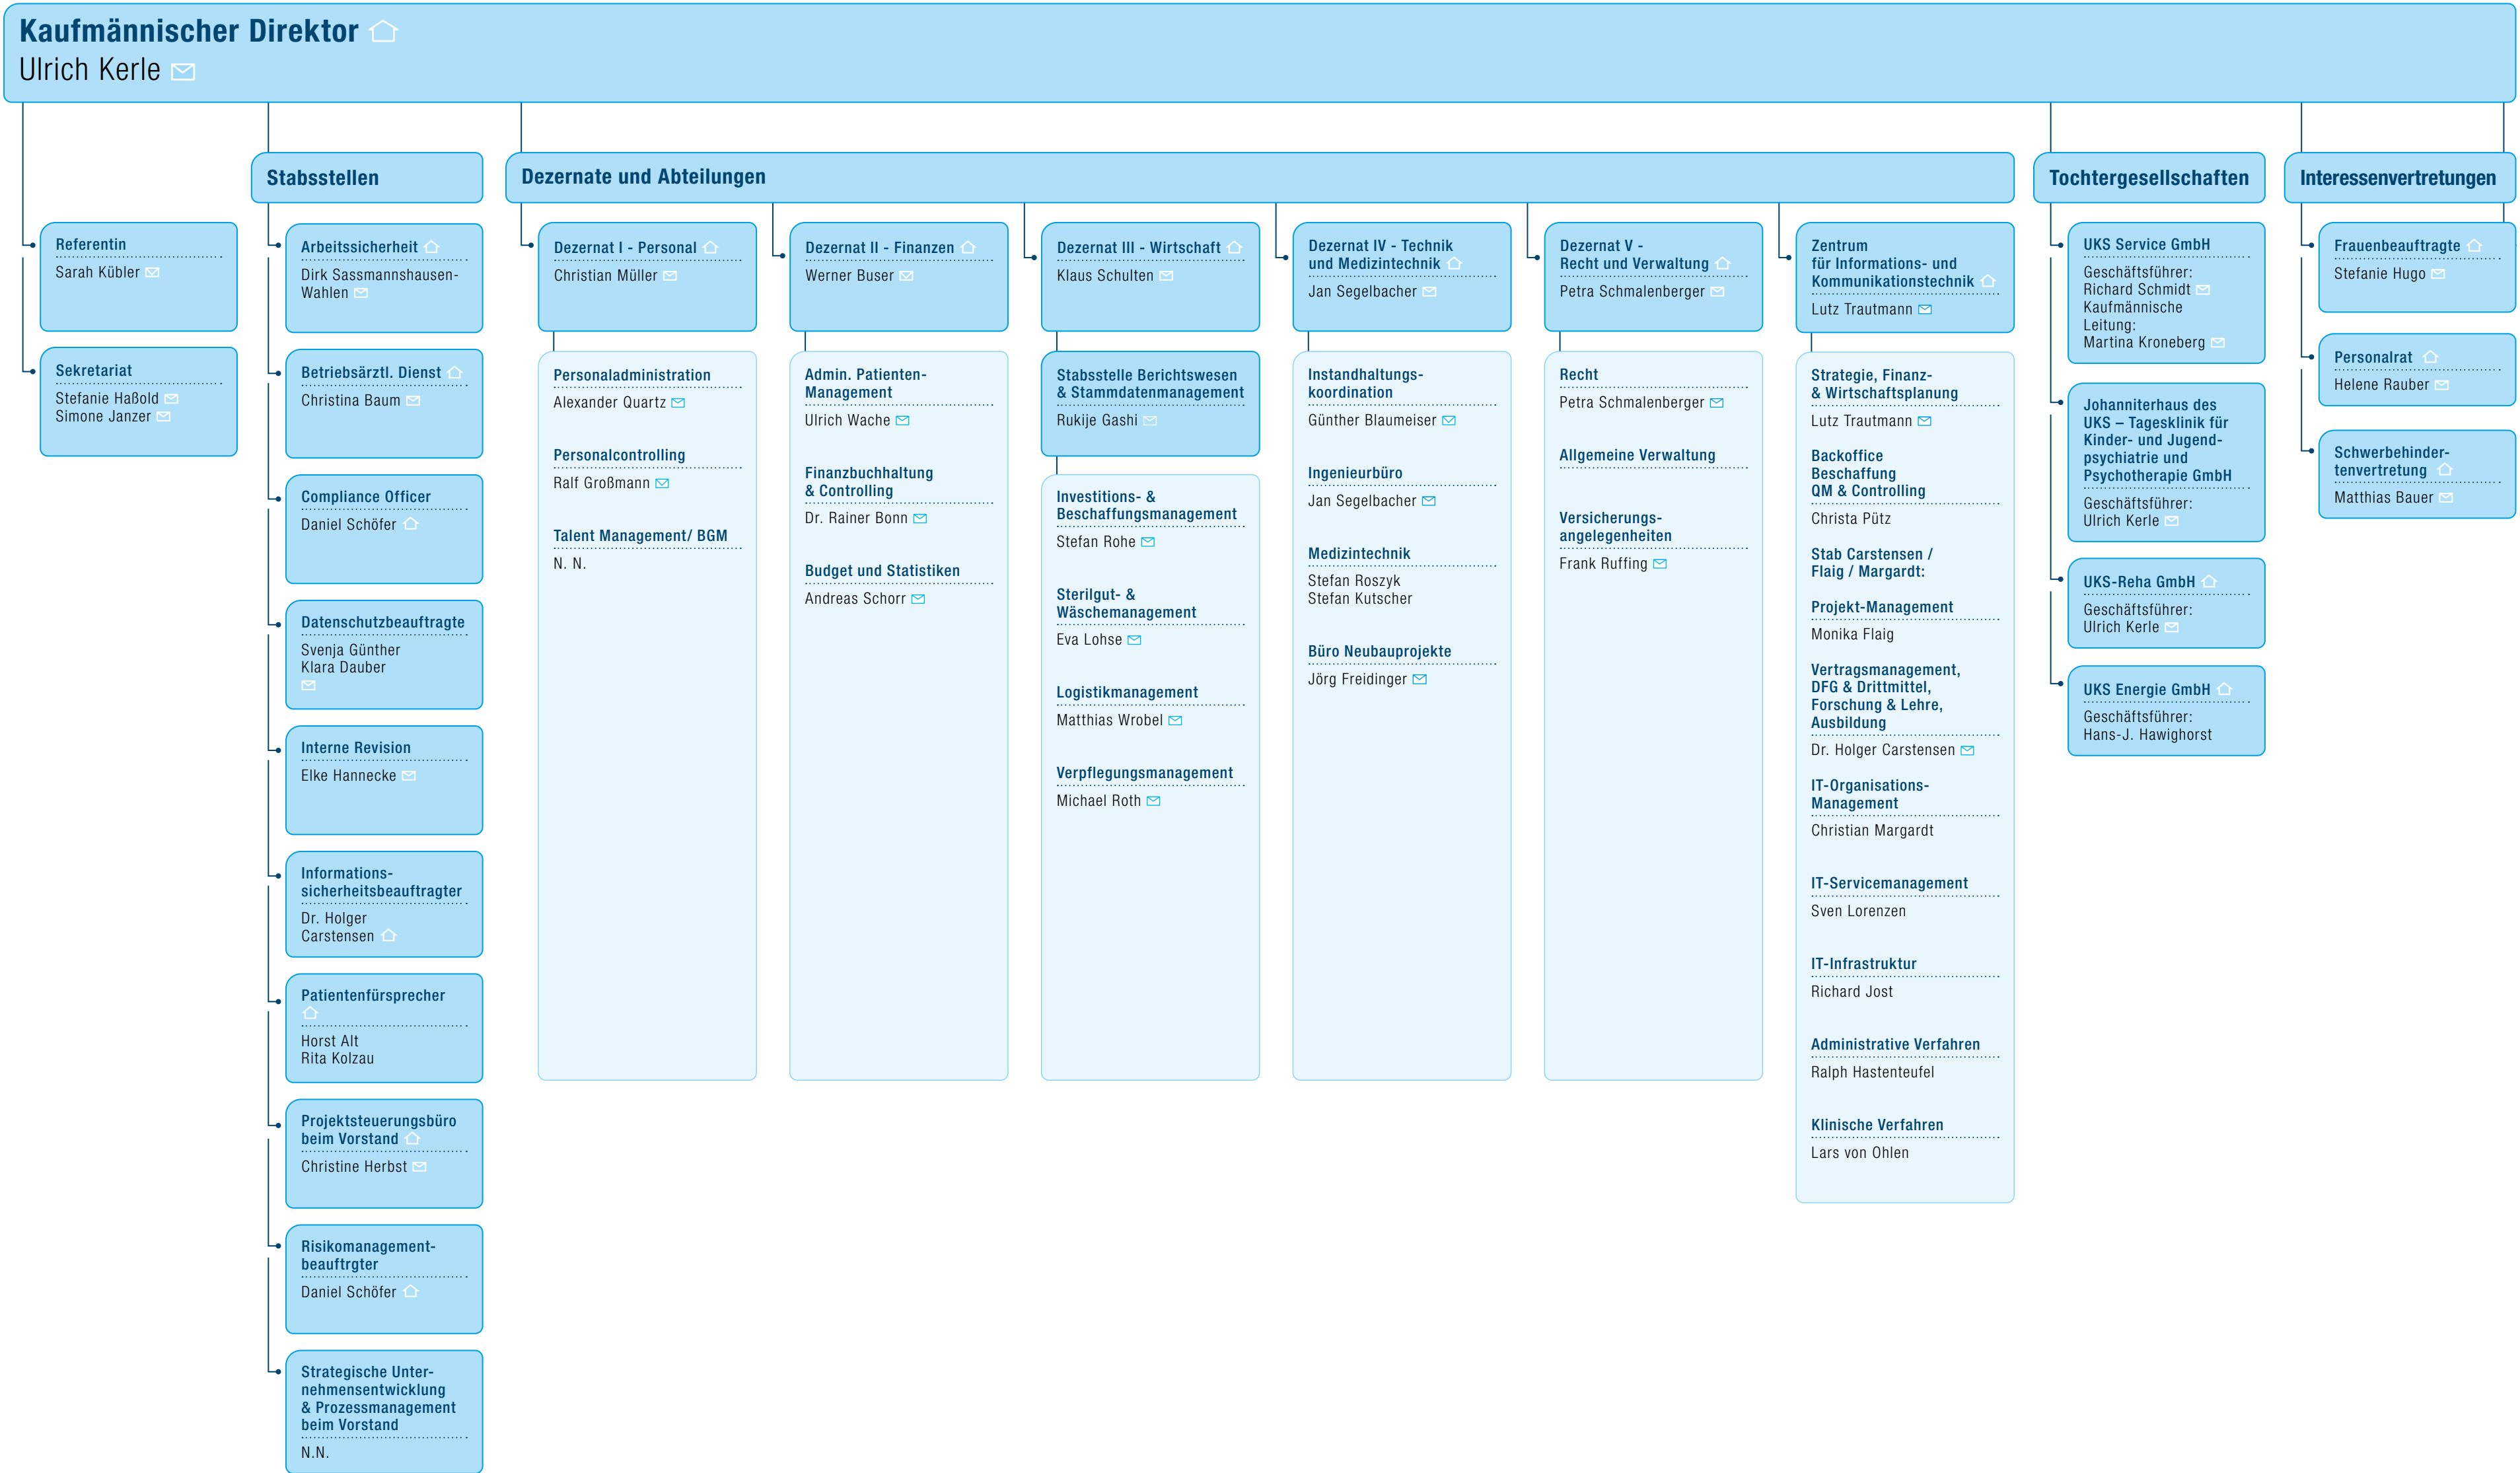 Kaufmännischer Direktor
Ulrich Kerle
Referentin
Sarah Kübler
Sekretariat
Stefanie Haßold
Simone Janzer
Stabsstellen
Arbeitssicherheit
Dirk Sassmannshausen-
Wahlen
Betriebsärztl. Dienst
Christina Baum
Compliance Officer
Daniel Schöfer
Datenschutzbeauftragte
Svenja Günther
Klara Dauber
Interne Revision
Elke Hannecke
Informations-
sicherheitsbeauftragter
Dr. Holger
Carstensen
Patientenfürsprecher
Horst Alt
Rita Kolzau
Projektsteuerungsbüro
beim Vorstand
Christine Herbst
Risikomanagement-
beauftrgter
Daniel Schöfer
Strategische Unter-
nehmensentwicklung
& Prozessmanagement
beim Vorstand
N.N.
Dezernate und Abteilungen
Dezernat I - Personal
Christian Müller
Personaladministration
Alexander Quartz
Personalcontrolling
Ralf Großmann
Talent Management/ BGM
N. N.
Dezernat II - Finanzen
Werner Buser
Admin. Patienten-
Management
Ulrich Wache
Finanzbuchhaltung
& Controlling
Dr. Rainer Bonn
Budget und Statistiken
Andreas Schorr
Dezernat III - Wirtschaft
Klaus Schulten
Stabsstelle Berichtswesen
& Stammdatenmanagement
Rukije Gashi
Investitions- &
Beschaffungsmanagement
Stefan Rohe
Sterilgut- &
Wäschemanagement
Eva Lohse
Logistikmanagement
Matthias Wrobel
Verpflegungsmanagement
Michael Roth
Dezernat IV - Technik
und Medizintechnik
Jan Segelbacher
Instandhaltungs-
koordination
Günther Blaumeiser
Ingenieurbüro
Jan Segelbacher
Medizintechnik
Stefan Roszyk
Stefan Kutscher
Büro Neubauprojekte
Jörg Freidinger
Dezernat V -
Recht und Verwaltung
Petra Schmalenberger
Recht
Petra Schmalenberger
Allgemeine Verwaltung
Versicherungs-
angelegenheiten
Frank Ruffing
Zentrum
für Informations- und
Kommunikationstechnik
Lutz Trautmann
Strategie, Finanz-
& Wirtschaftsplanung
Lutz Trautmann
Backoffice
Beschaffung
QM & Controlling
Christa Pütz
Stab Carstensen /
Flaig / Margardt:
Projekt-Management
Monika Flaig
Vertragsmanagement,
DFG & Drittmittel,
Forschung & Lehre,
Ausbildung
Dr. Holger Carstensen
IT-Organisations-
Management
Christian Margardt
IT-Servicemanagement
Sven Lorenzen
IT-Infrastruktur
Richard Jost
Administrative Verfahren
Ralph Hastenteufel
Klinische Verfahren
Lars von Ohlen
Tochtergesellschaften
UKS Service GmbH
Geschäftsführer:
Richard Schmidt
Kaufmännische
Leitung:
Martina Kroneberg
Johanniterhaus des
UKS – Tagesklinik für
Kinder- und Jugend-
psychiatrie und
Psychotherapie GmbH
Geschäftsführer:
Ulrich Kerle
UKS-Reha GmbH
Geschäftsführer:
Ulrich Kerle
UKS Energie GmbH
Geschäftsführer:
Hans-J. Hawighorst
Interessenvertretungen
Frauenbeauftragte
Stefanie Hugo
Personalrat
Helene Rauber
Schwerbehinder-
tenvertretung
Matthias Bauer